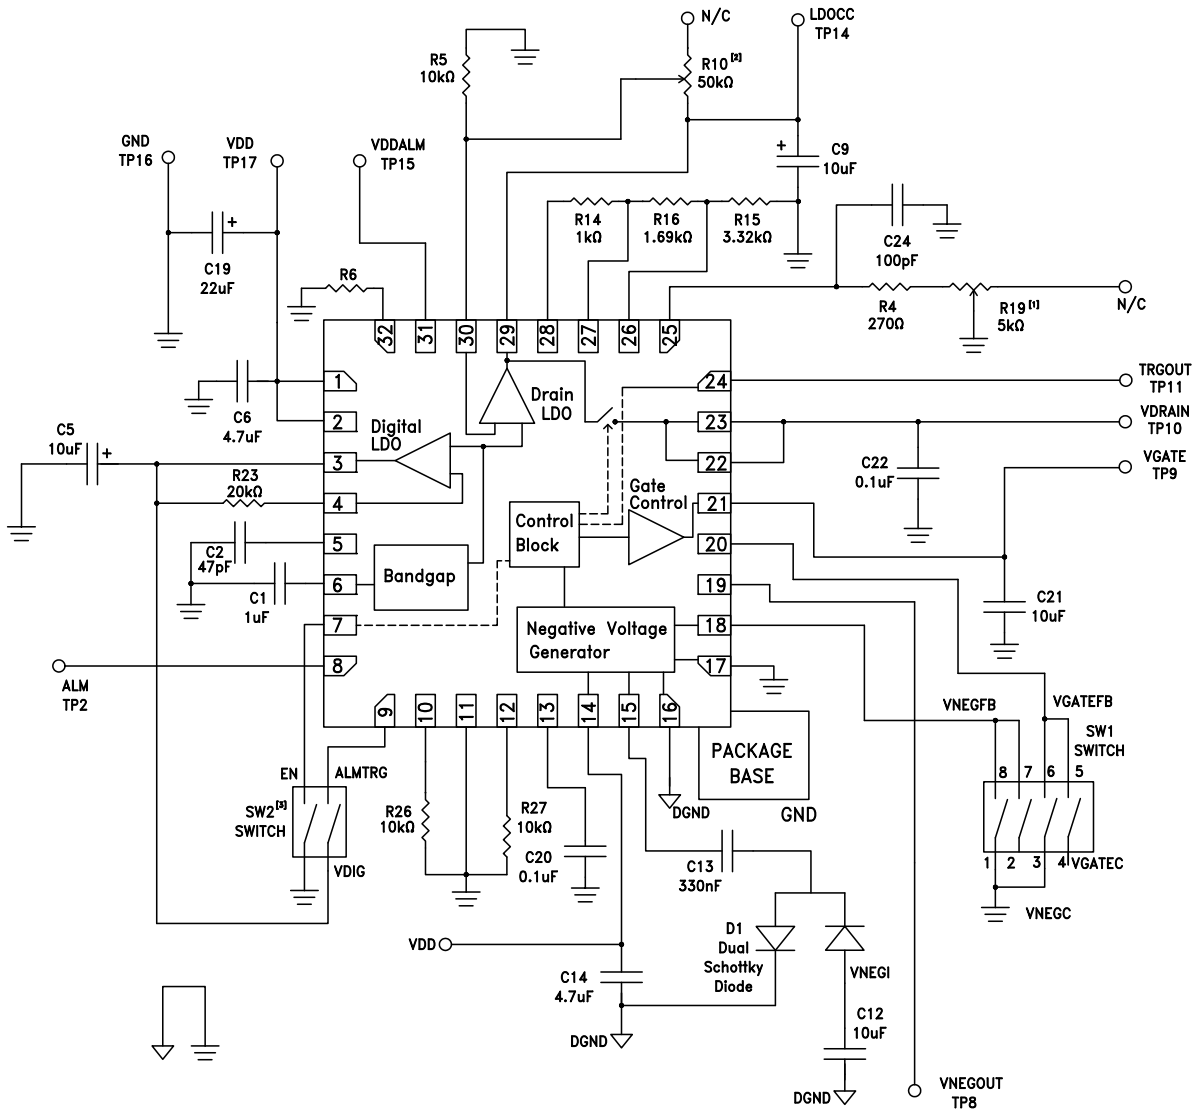 N/C
LDOCC
TP14
R5
10kΩ
R10 [2]
50kΩ
GND
TP16
VDD
TP17
VDDALM
TP15
+
C9
10uF
R14
1kΩ
R16
1.69kΩ
R15
3.32kΩ
+
C19
22uF
C24
100pF
R6
R4
270Ω
R19 [1]
5kΩ
N/C
32
31
30
29
28
27
26
25
C6
4.7uF
1
2
3
4
5
6
7
8
Drain
LDO
Digital
LDO
24
23
22
21
20
19
18
17
TRGOUT
TP11
VDRAIN
TP10
VGATE
TP9
C5
10uF
+
R23
20kΩ
C22
0.1uF
Gate
Control
Control
Block
C2
47pF
C1
1uF
Bandgap
C21
10uF
Negative Voltage
Generator
ALM
TP2
9
10
11
12
13
14
15
16
VNEGFB
VGATEFB
SW1
SWITCH
PACKAGE
BASE
GND
DGND
8
7
6
5
1
2
3
4
VGATEC
VNEGC
EN
ALMTRG
SW2 [3]
SWITCH
VDIG
R26
10kΩ
R27
10kΩ
C20
0.1uF
C13
330nF
VDD
D1
Dual
Schottky
Diode
VNEGI
C14
4.7uF
DGND
C12
10uF
DGND
VNEGOUT
TP8